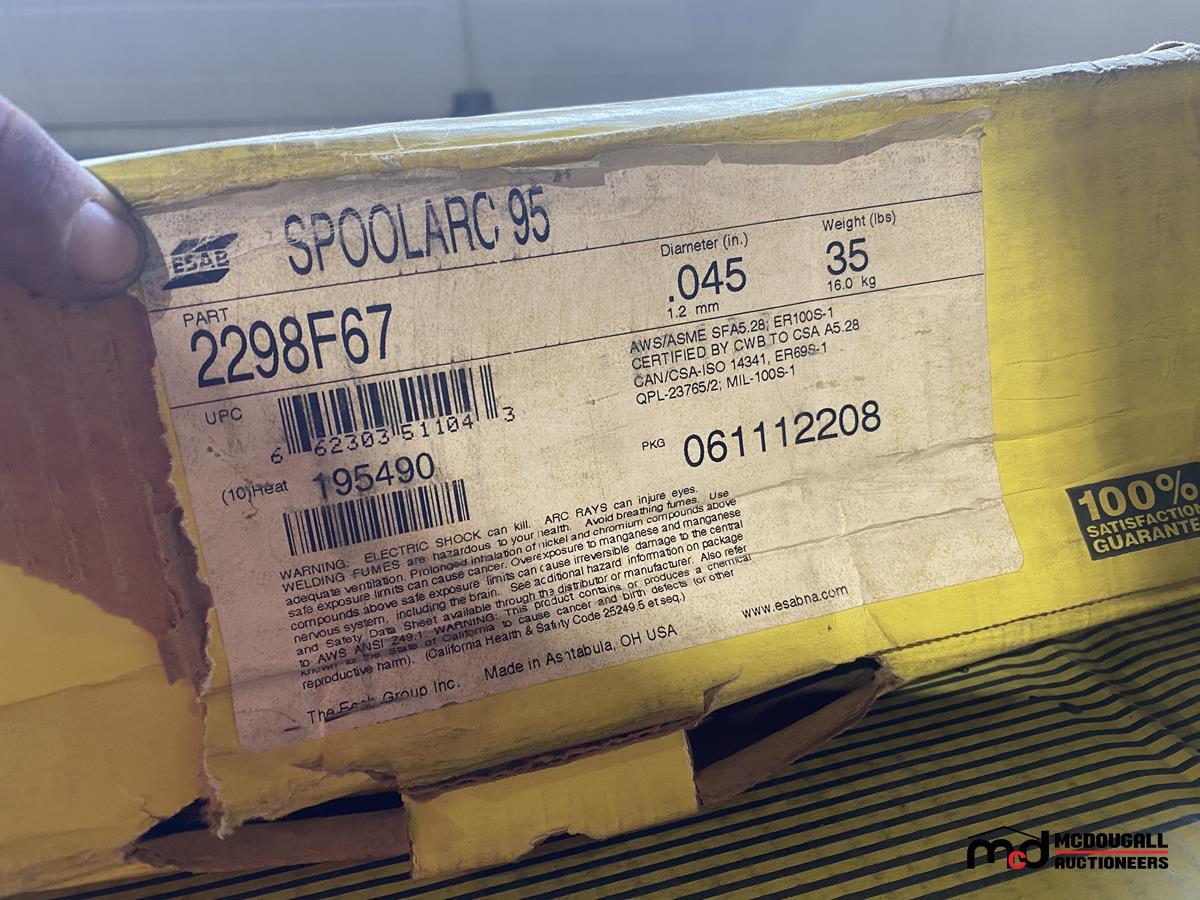 ESAB
SPOOLARC 95
PART
2298F67
Diameter (in.)
.045
1.2 mm
Weight (lbs)
35
16.0 kg
AWS/ASME SFA5.28; ER100S-1
CERTIFIED BY CWB TO CSA A5.28
CAN/CSA-ISO 14341, ER69S-1
QPL-23765/2; MIL-100S-1
UPC
6 62303 51104 3
(10)Heat 195490
PKG 061112208
WARNING: ELECTRIC SHOCK can kill. ARC RAYS can injure eyes.
WELDING FUMES are hazardous to your health. Avoid breathing fumes. Use
adequate ventilation. Prolonged inhalation of nickel and chromium compounds above
safe exposure limits can cause cancer. Overexposure to manganese and manganese
compounds above safe exposure limits can cause irreversible damage to the central
nervous system, including the brain. See additional hazard information on package
and Safety Data Sheet available through the distributor or manufacturer. Also refer
to AWS ANSI Z49.1. WARNING: This product contains or produces a chemical
known to the State of California to cause cancer and birth defects (or other
reproductive harm). (California Health & Safety Code 25249.5 et seq.)
The Esab Group Inc. Made in Ashtabula, OH USA
www.esabna.com
100%
SATISFACTION
GUARANTE
mcd MCDOUGALL
AUCTIONEERS